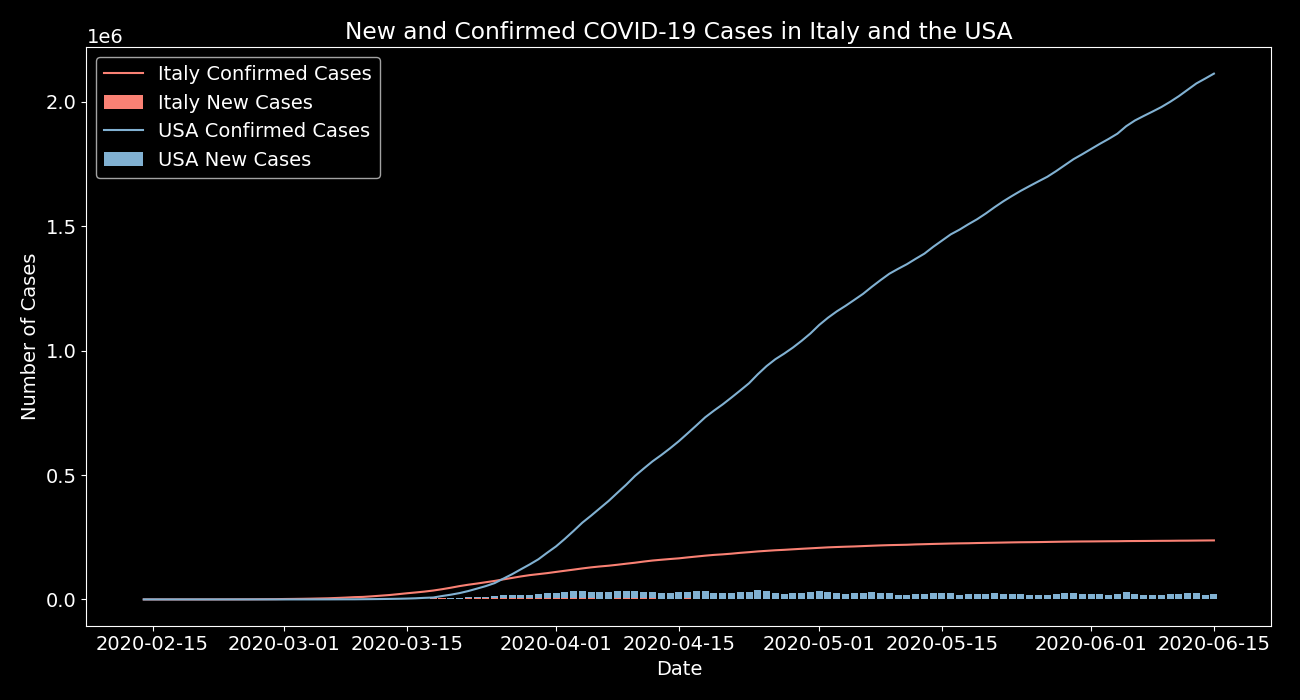 New and Confirmed COVID-19 Cases in Italy and the USA
1e6
Italy Confirmed Cases
Italy New Cases
USA Confirmed Cases
USA New Cases
2.0
1.5
1.0
0.5
0.0
Number of Cases
2020-02-15 2020-03-01 2020-03-15 2020-04-01 2020-04-15 2020-05-01 2020-05-15 2020-06-01 2020-06-15
Date